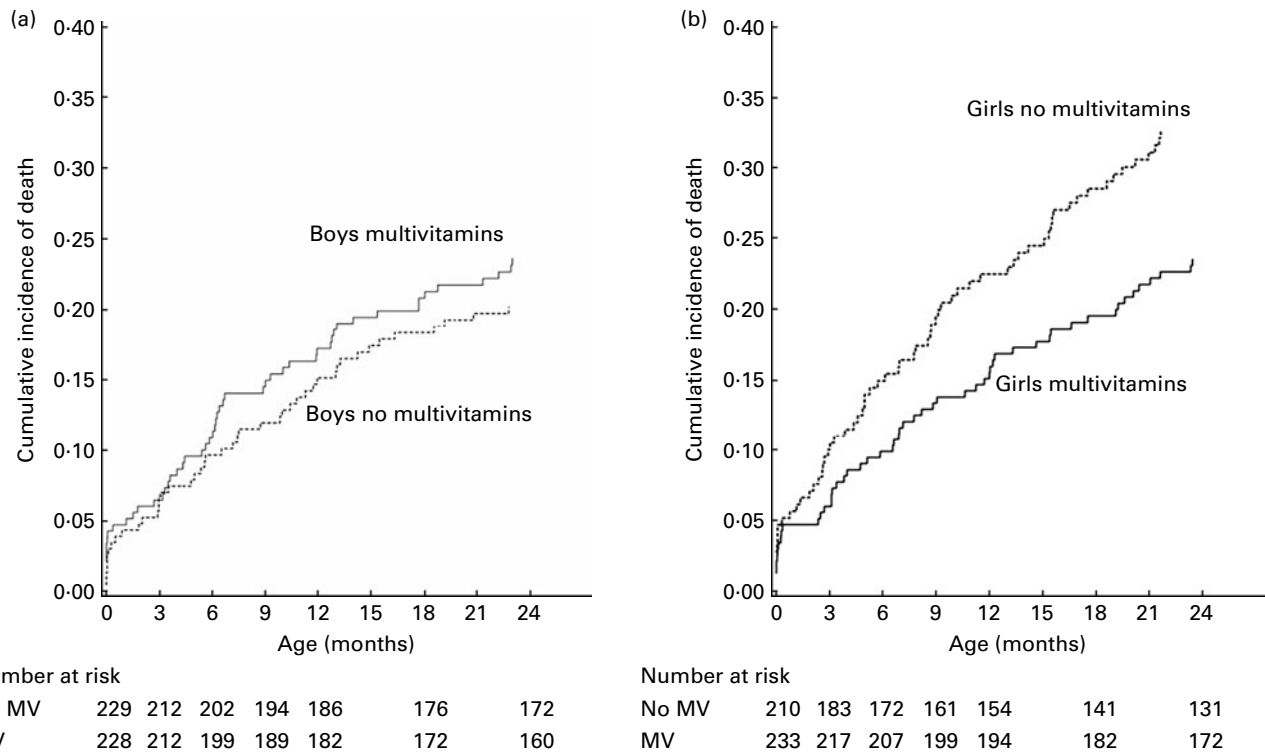 (a)
0·40
0·35
0·30
0·25
0·20
0·15
0·10
0·05
0·00
Cumulative incidence of death
Boys multivitamins
Boys no multivitamins
0 3 6 9 12 15 18 21 24
Age (months)
mber at risk
MV 229 212 202 194 186 176 172
228 212 199 189 182 172 160
(b)
0·40
0·35
0·30
0·25
0·20
0·15
0·10
0·05
0·00
Cumulative incidence of death
Girls no multivitamins
Girls multivitamins
0 3 6 9 12 15 18 21 24
Age (months)
Number at risk
No MV 210 183 172 161 154 141 131
MV 233 217 207 199 194 182 172